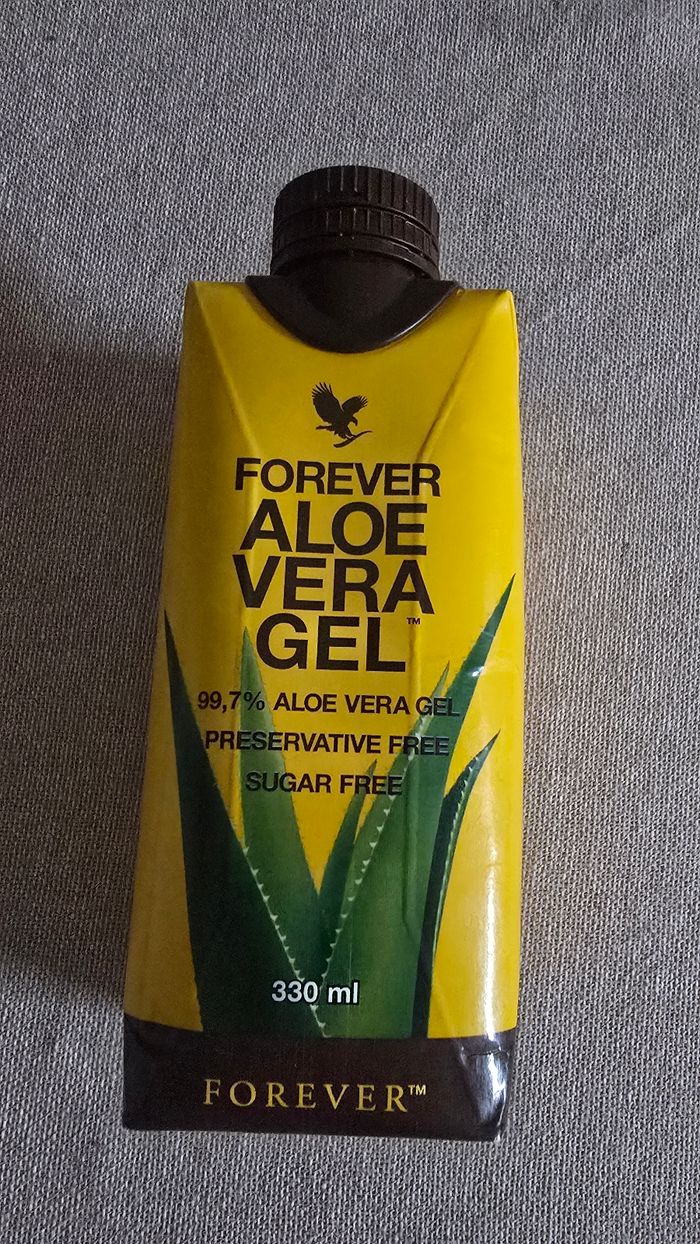 FOREVER
ALOE
VERA
GEL™
99,7% ALOE VERA GEL
PRESERVATIVE FREE
SUGAR FREE
330 ml
FOREVER™